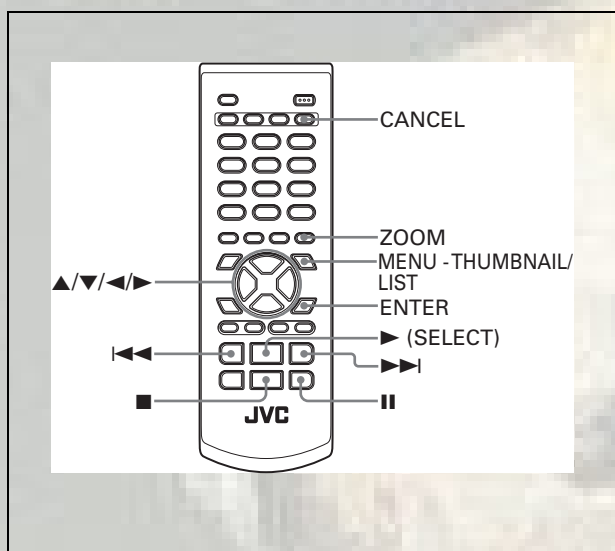 CANCEL
ZOOM
MENU - THUMBNAIL/
LIST
▲/▼/◄/►
ENTER
► (SELECT)
I◄◄
►►I
■
II
JVC